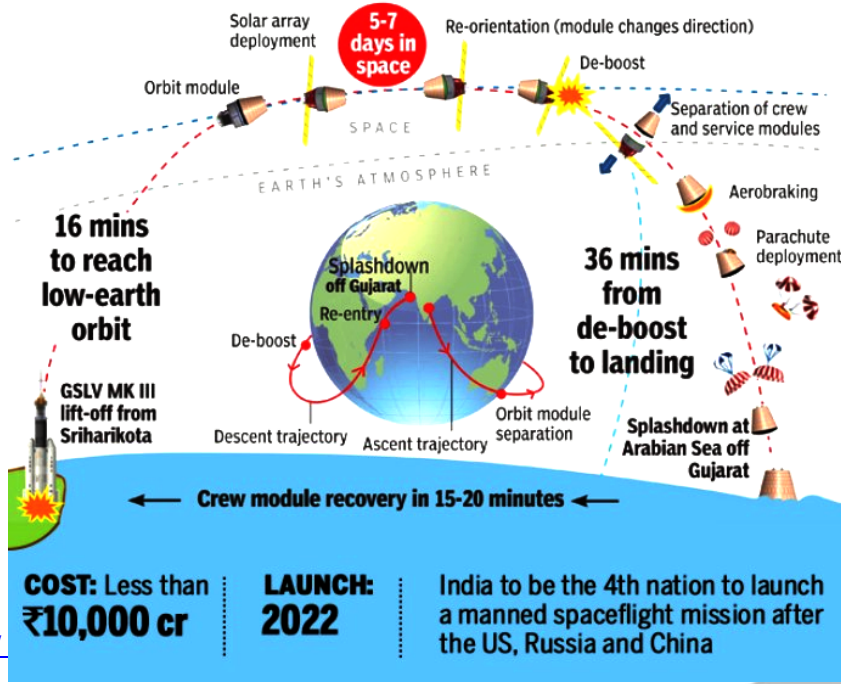 Solar array
deployment
5-7
days in
space
Re-orientation (module changes direction)
De-boost
Orbit module
Separation of crew
and service modules
SPACE
EARTH'S ATMOSPHERE
Aerobraking
Parachute
deployment
16 mins
to reach
low-earth
orbit
Splashdown
off Gujarat
Re-entry
De-boost
36 mins
from
de-boost
to landing
GSLV MK III
lift-off from
Sriharikota
Descent trajectory
Ascent trajectory
Orbit module
separation
Splashdown at
Arabian Sea off
Gujarat
Crew module recovery in 15-20 minutes
COST: Less than
₹10,000 cr
LAUNCH:
2022
India to be the 4th nation to launch
a manned spaceflight mission after
the US, Russia and China